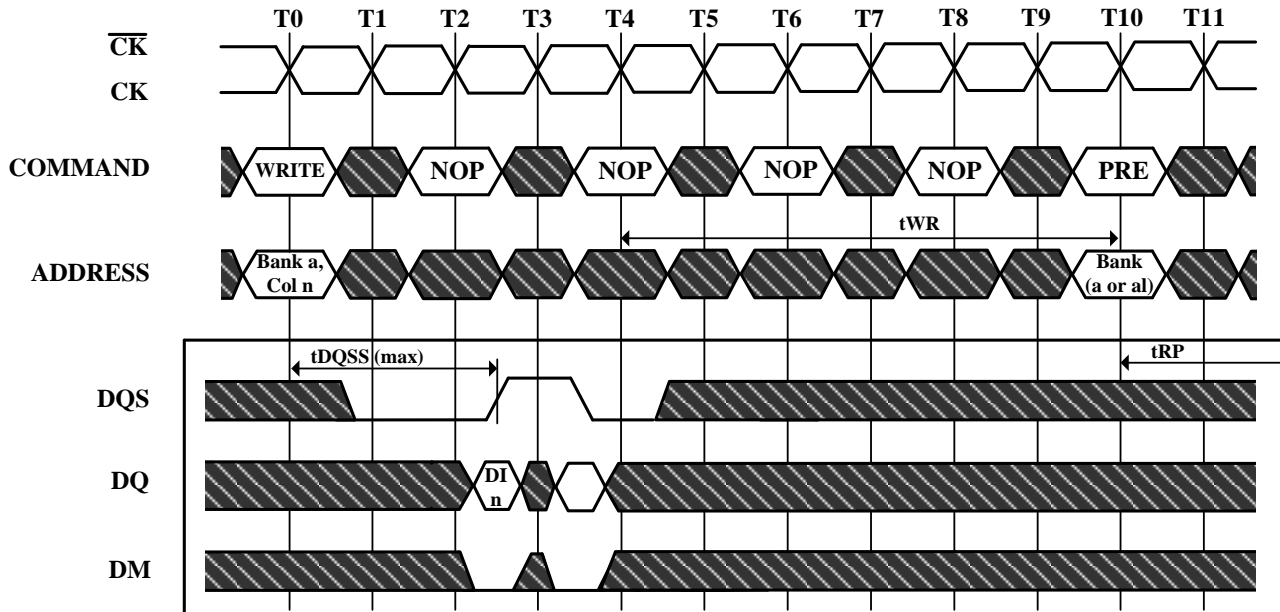 T0 T1 T2 T3 T4 T5 T6 T7 T8 T9 T10 T11
CK
CK
COMMAND WRITE NOP NOP NOP NOP PRE
tWR
ADDRESS Bank a, Col n Bank (a or al)
tDQSS (max) tRP
DQS
DQ DI n
DM